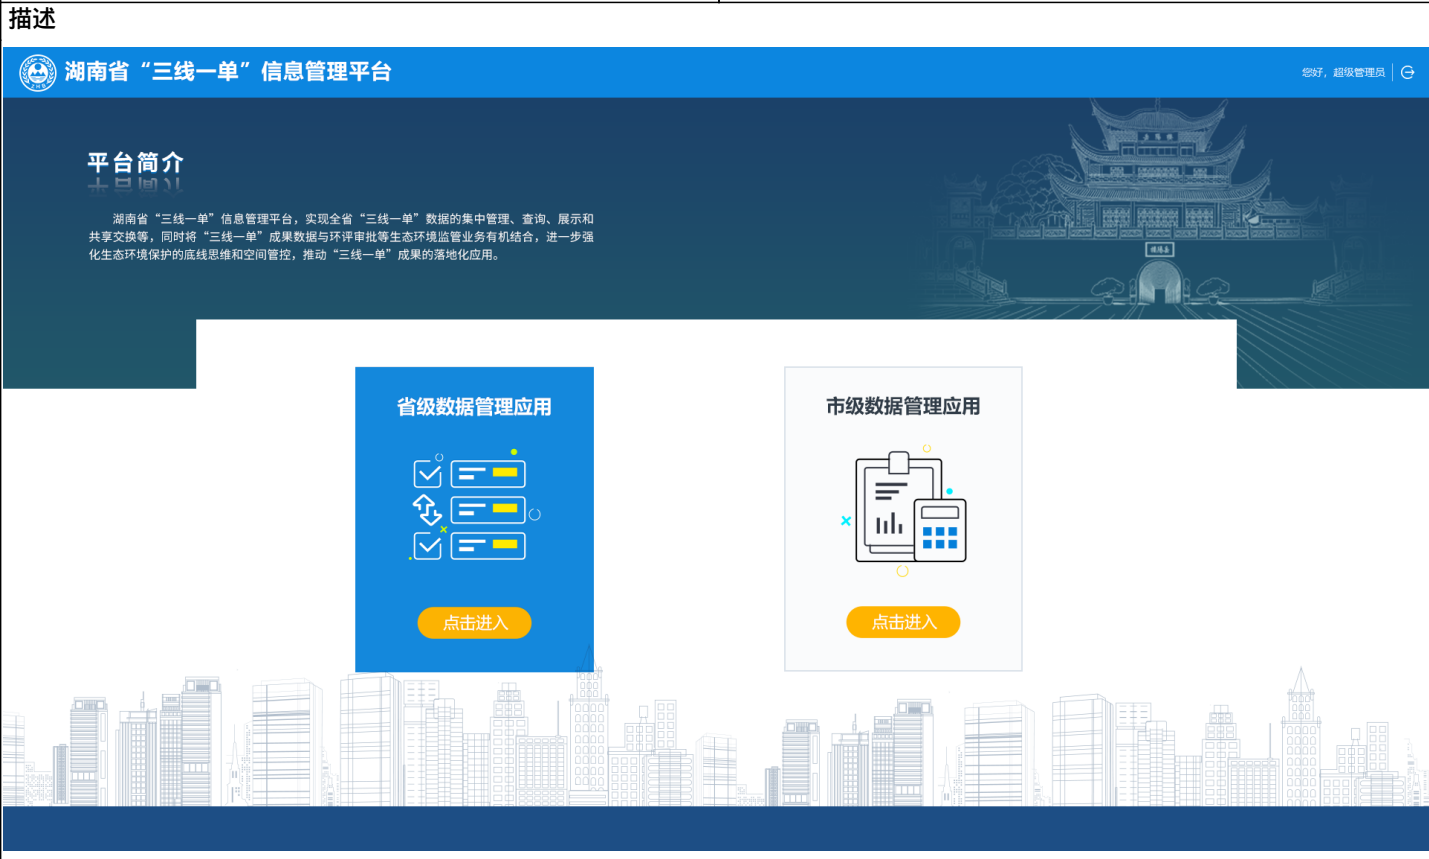 描述
湖南省“三线一单”信息管理平台
您好，超级管理员
平台简介
湖南省“三线一单”信息管理平台，实现全省“三线一单”数据的集中管理、查询、展示和
共享交换等，同时将“三线一单”成果数据与环评审批等生态环境监管业务有机结合，进一步强
化生态环境保护的底线思维和空间管控，推动“三线一单”成果的落地化应用。
省级数据管理应用
市级数据管理应用
点击进入
点击进入